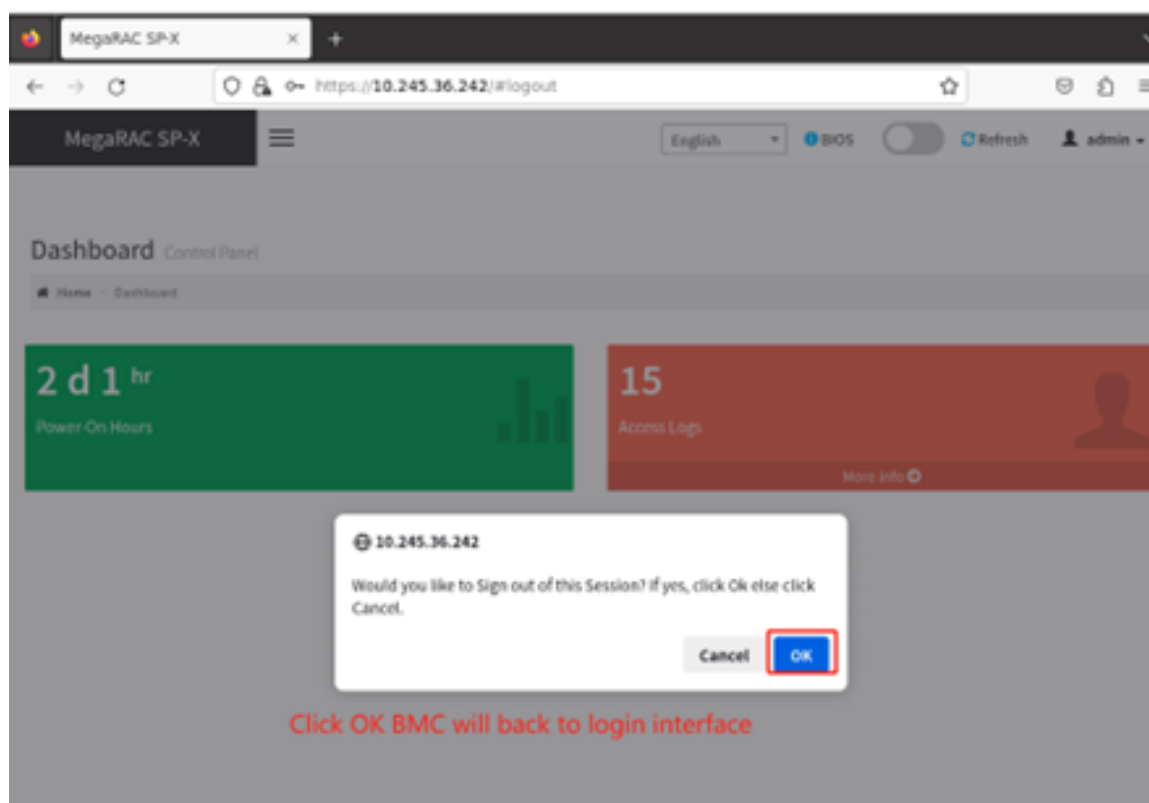 MegaRAC SP-X
https://10.245.36.242/#logout
MegaRAC SP-X
English
BIOS
Refresh
admin
Dashboard Control Panel
Home - Dashboard
2 d 1 hr
Power-On Hours
15
Access Logs
More info
10.245.36.242
Would you like to Sign out of this Session? If yes, click Ok else click
Cancel.
Cancel
OK
Click OK BMC will back to login interface